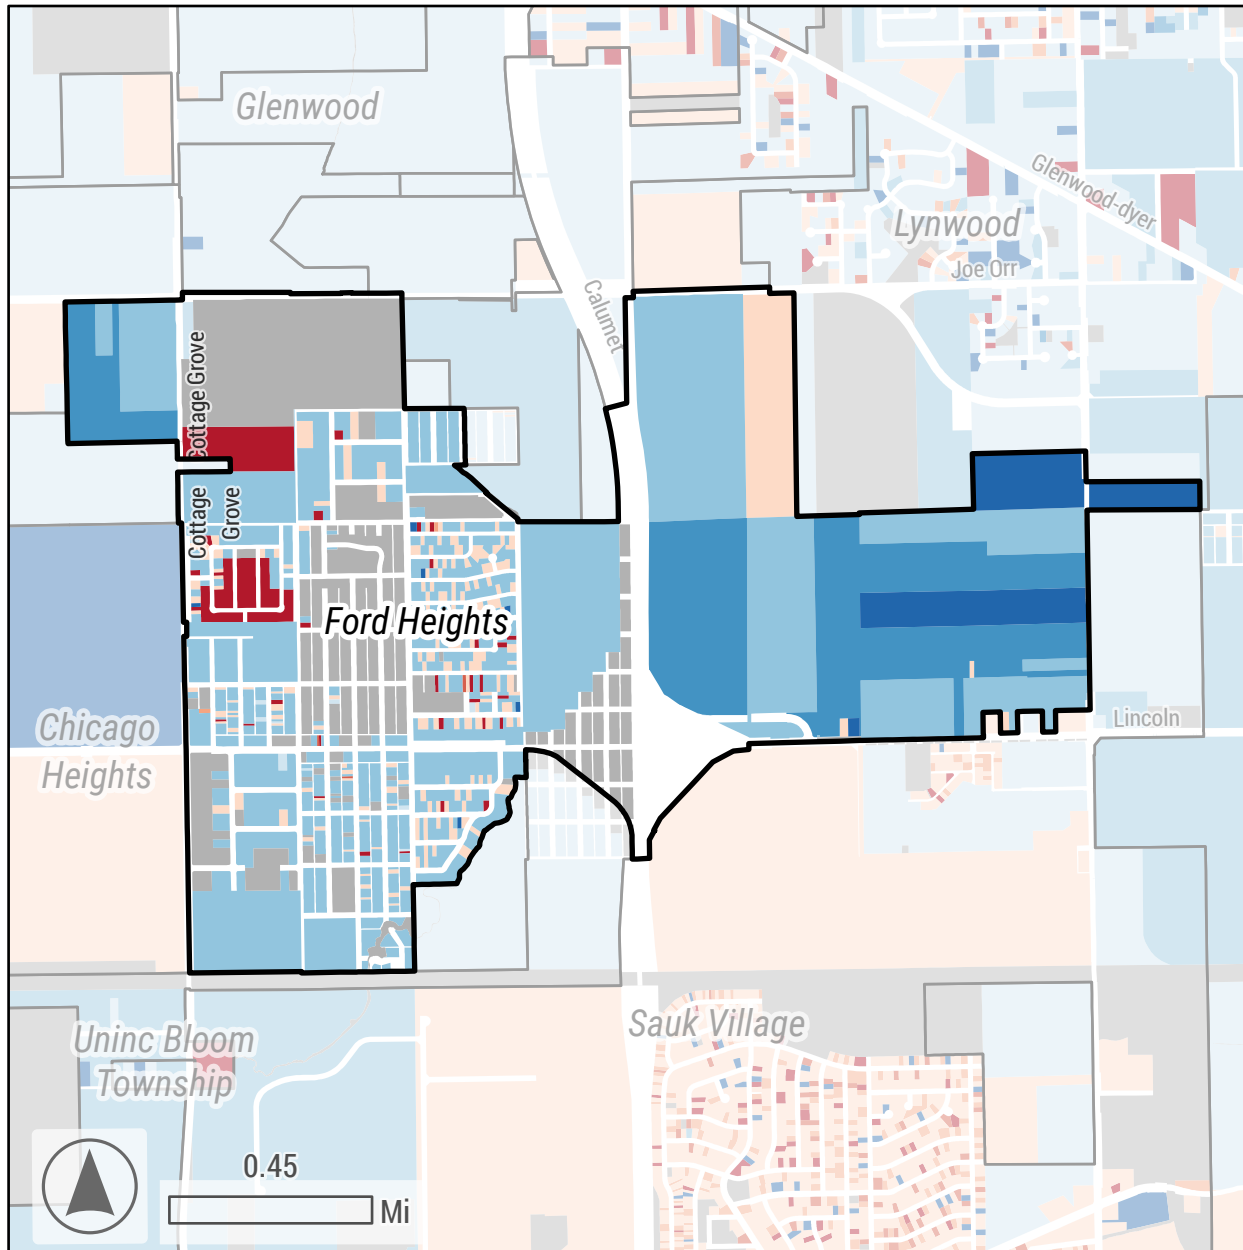 Glenwood
Glenwood-dyer
Lynwood
Joe Orr
Calumet
Cottage Grove
Cottage
Grove
Ford Heights
Chicago
Heights
Lincoln
Sauk Village
Uninc Bloom
Township
0.45
Mi